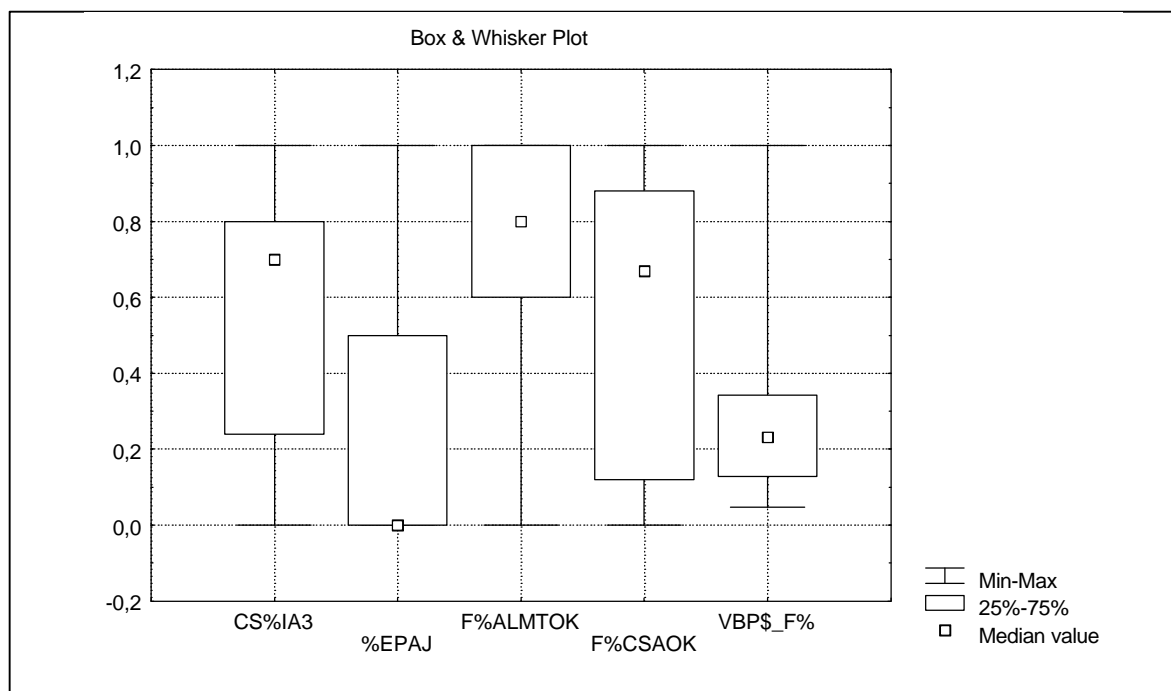 Box & Whisker Plot
1,2
1,0
0,8
0,6
0,4
0,2
0,0
-0,2
CS%IA3
%EPAJ
F%ALMTOK
F%CSAOK
VBP$_F%
Min-Max
25%-75%
Median value